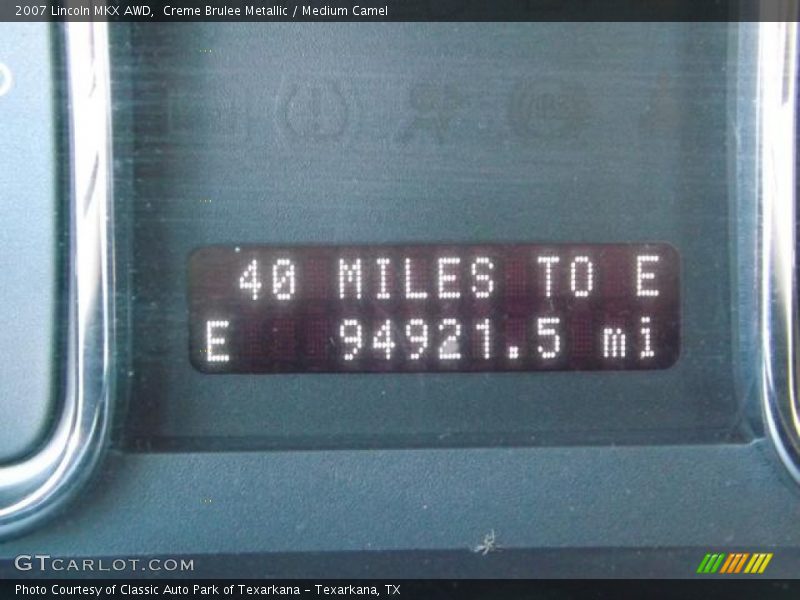 2007 Lincoln MKX AWD,  Creme Brulee Metallic / Medium Camel
40 MILES TO E
E 94921.5 mi
GTCARLOT.COM
Photo Courtesy of Classic Auto Park of Texarkana - Texarkana, TX